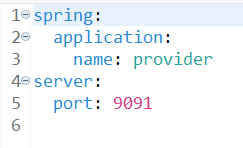 1 spring:
2   application:
3     name: provider
4 server:
5   port: 9091
6